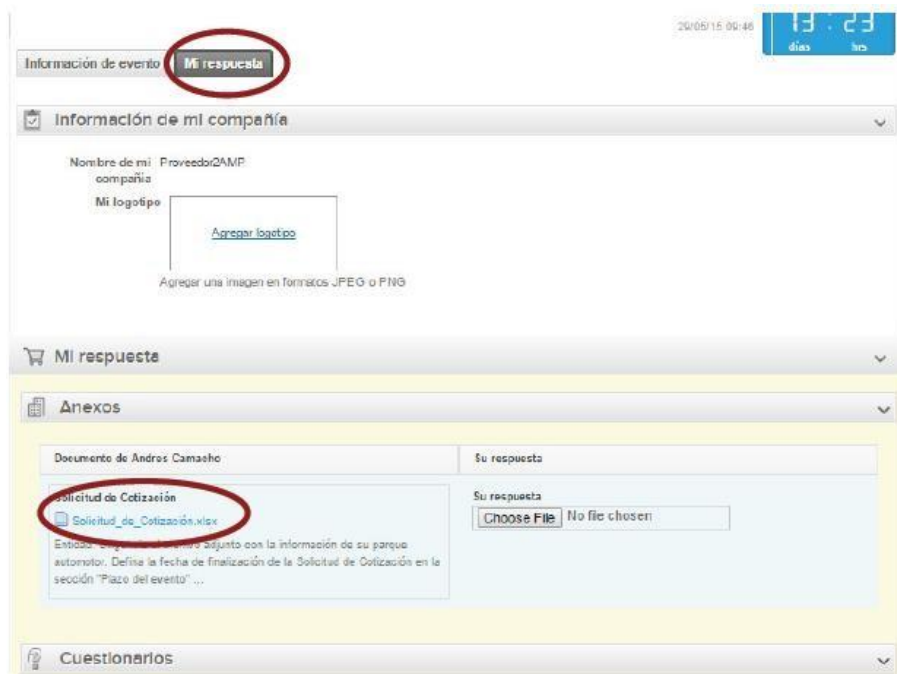 29/05/15 09:46
13 : 23
días hrs
Información de evento Mi respuesta
Información de mi compañía
Nombre de mi Proveedor2AMP
compañía
Mi logotipo
Agregar logotipo
Agregar una imagen en formatos JPEG o PNG
Mi respuesta
Anexos
Documento de Andres Camacho Su respuesta
Solicitud de Cotización Su respuesta
Solicitud_de_Cotización.xlsx Choose File No file chosen
Entidad: adjunto con la información de su parque
automotor. Defina la fecha de finalización de la Solicitud de Cotización en la
sección "Plazo del evento" ...
Cuestionarios